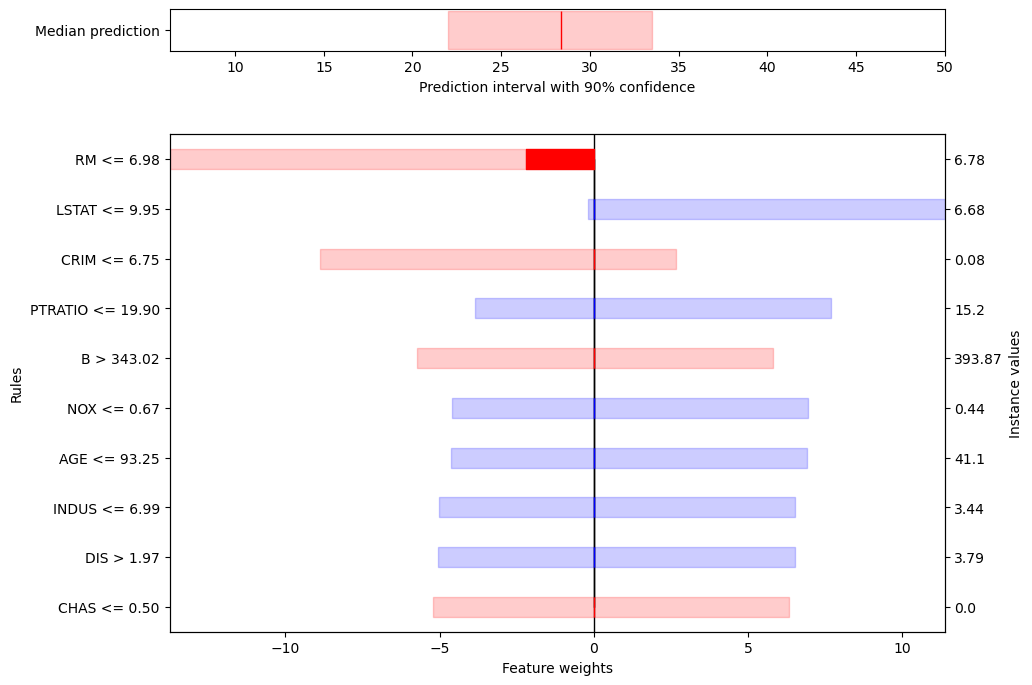 Median prediction
10 15 20 25 30 35 40 45 50
Prediction interval with 90% confidence
RM <= 6.98 6.78
LSTAT <= 9.95 6.68
CRIM <= 6.75 0.08
PTRATIO <= 19.90 15.2
B > 343.02 393.87
NOX <= 0.67 0.44
AGE <= 93.25 41.1
INDUS <= 6.99 3.44
DIS > 1.97 3.79
CHAS <= 0.50 0.0
Rules
Instance values
−10 −5 0 5 10
Feature weights